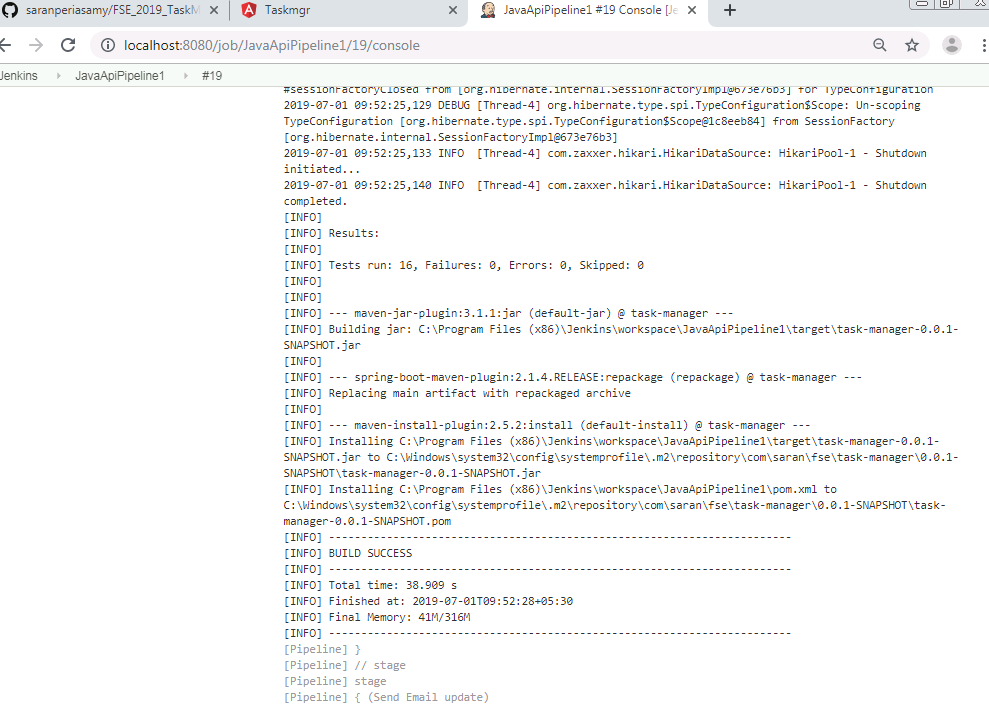 saranperiasamy/FSE_2019_TaskM
Taskmgr
JavaApiPipeline1 #19 Console [Je
localhost:8080/job/JavaApiPipeline1/19/console
Jenkins
JavaApiPipeline1
#19
#sessionFactoryClosed from [org.hibernate.internal.SessionFactoryImpl@673e76b3] for TypeConfiguration
2019-07-01 09:52:25,129 DEBUG [Thread-4] org.hibernate.type.spi.TypeConfiguration$Scope: Un-scoping
TypeConfiguration [org.hibernate.type.spi.TypeConfiguration$Scope@1c8eeb84] from SessionFactory
[org.hibernate.internal.SessionFactoryImpl@673e76b3]
2019-07-01 09:52:25,133 INFO  [Thread-4] com.zaxxer.hikari.HikariDataSource: HikariPool-1 - Shutdown
initiated...
2019-07-01 09:52:25,140 INFO  [Thread-4] com.zaxxer.hikari.HikariDataSource: HikariPool-1 - Shutdown
completed.
[INFO]
[INFO] Results:
[INFO]
[INFO] Tests run: 16, Failures: 0, Errors: 0, Skipped: 0
[INFO]
[INFO]
[INFO] --- maven-jar-plugin:3.1.1:jar (default-jar) @ task-manager ---
[INFO] Building jar: C:\Program Files (x86)\Jenkins\workspace\JavaApiPipeline1\target\task-manager-0.0.1-
SNAPSHOT.jar
[INFO]
[INFO] --- spring-boot-maven-plugin:2.1.4.RELEASE:repackage (repackage) @ task-manager ---
[INFO] Replacing main artifact with repackaged archive
[INFO]
[INFO] --- maven-install-plugin:2.5.2:install (default-install) @ task-manager ---
[INFO] Installing C:\Program Files (x86)\Jenkins\workspace\JavaApiPipeline1\target\task-manager-0.0.1-
SNAPSHOT.jar to C:\Windows\system32\config\systemprofile\.m2\repository\com\saran\fse\task-manager\0.0.1-
SNAPSHOT\task-manager-0.0.1-SNAPSHOT.jar
[INFO] Installing C:\Program Files (x86)\Jenkins\workspace\JavaApiPipeline1\pom.xml to
C:\Windows\system32\config\systemprofile\.m2\repository\com\saran\fse\task-manager\0.0.1-SNAPSHOT\task-
manager-0.0.1-SNAPSHOT.pom
[INFO] ------------------------------------------------------------------------
[INFO] BUILD SUCCESS
[INFO] ------------------------------------------------------------------------
[INFO] Total time: 38.909 s
[INFO] Finished at: 2019-07-01T09:52:28+05:30
[INFO] Final Memory: 41M/316M
[INFO] ------------------------------------------------------------------------
[Pipeline] }
[Pipeline] // stage
[Pipeline] stage
[Pipeline] { (Send Email update)